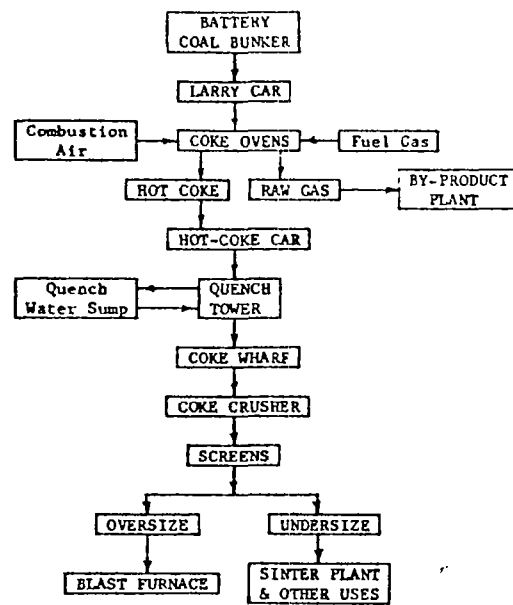 BATTERY
COAL BUNKER
LARRY CAR
Combustion
Air
COKE OVENS
Fuel Gas
HOT COKE
RAW GAS
BY-PRODUCT
PLANT
HOT-COKE CAR
Quench
Water Sump
QUENCH
TOWER
COKE WHARF
COKE CRUSHER
SCREENS
OVERSIZE
UNDERSIZE
BLAST FURNACE
SINTER PLANT
& OTHER USES